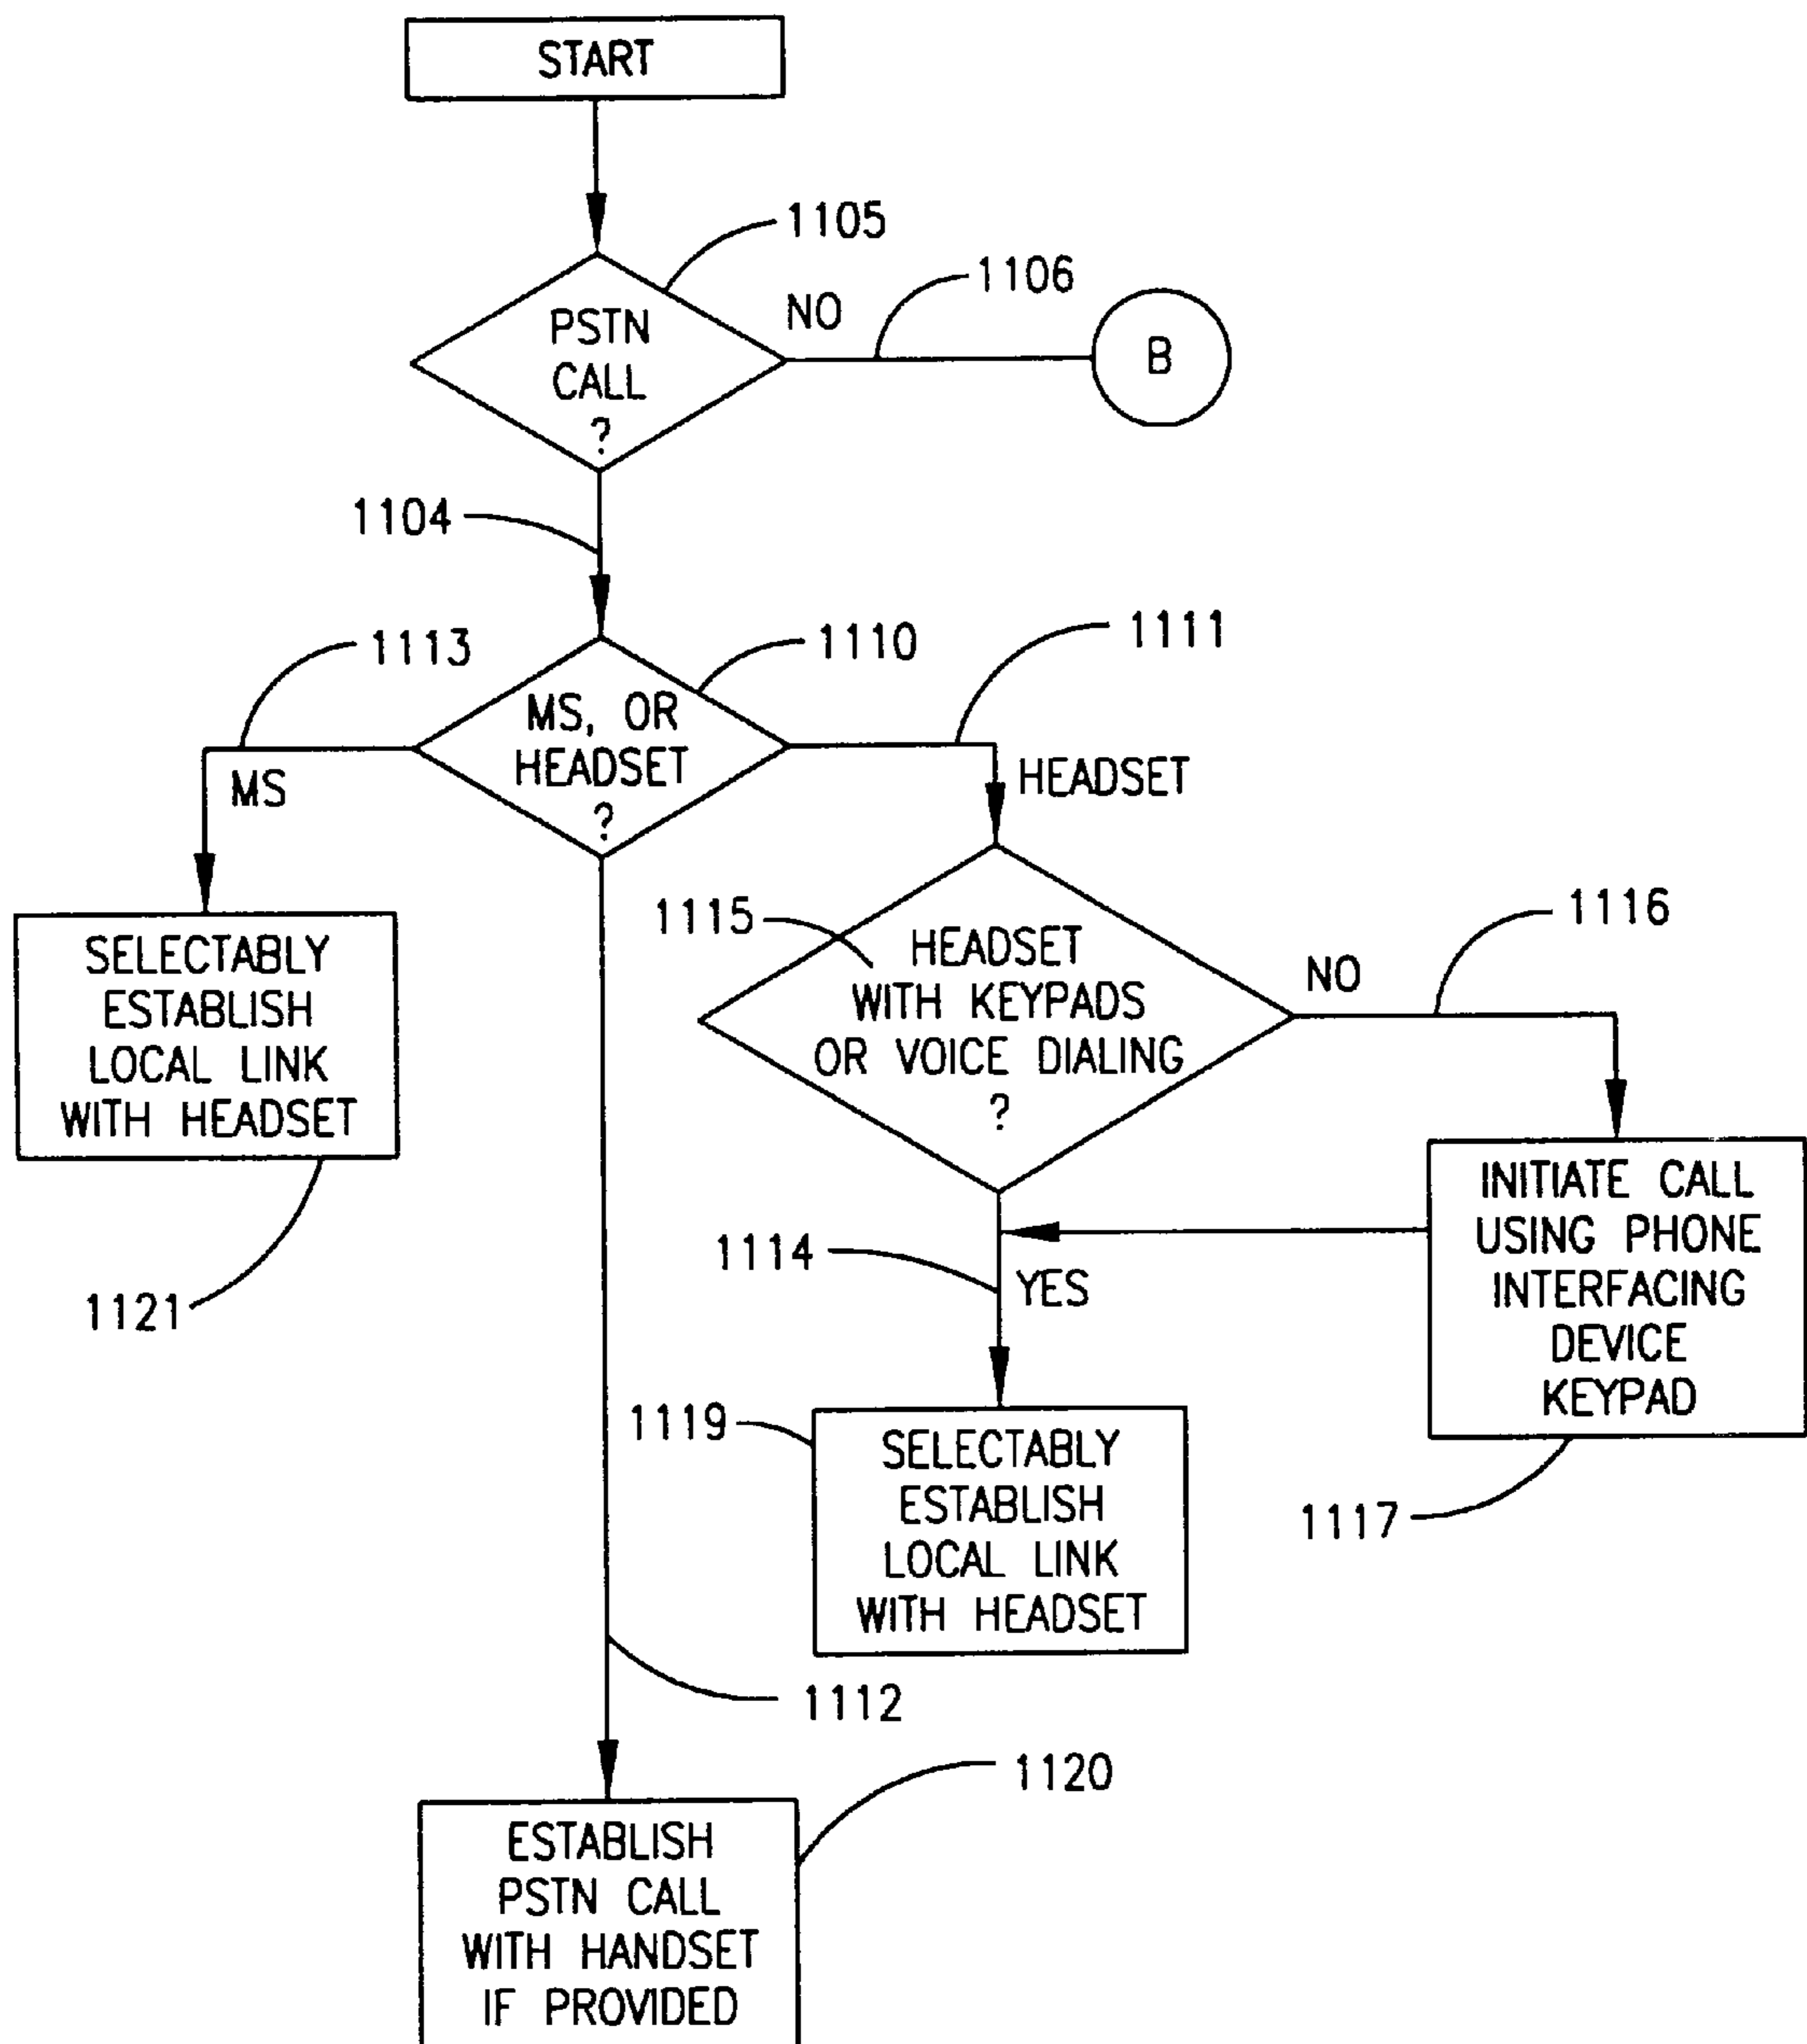 START
1105
1106
PSTN
CALL
?
NO
B
1104
1113
1110
1111
MS, OR
HEADSET
?
MS
HEADSET
SELECTABLY
ESTABLISH
LOCAL LINK
WITH HEADSET
1121
1115
HEADSET
WITH KEYPADS
OR VOICE DIALING
?
1116
NO
INITIATE CALL
USING PHONE
INTERFACING
DEVICE
KEYPAD
1117
1114
YES
1119
SELECTABLY
ESTABLISH
LOCAL LINK
WITH HEADSET
1112
1120
ESTABLISH
PSTN CALL
WITH HANDSET
IF PROVIDED